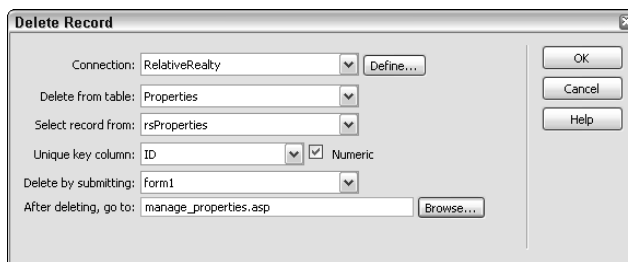 Delete Record
Connection: RelativeRealty Define... OK
Delete from table: Properties Cancel
Select record from: rsProperties Help
Unique key column: ID Numeric
Delete by submitting: form1
After deleting, go to: manage_properties.asp Browse...